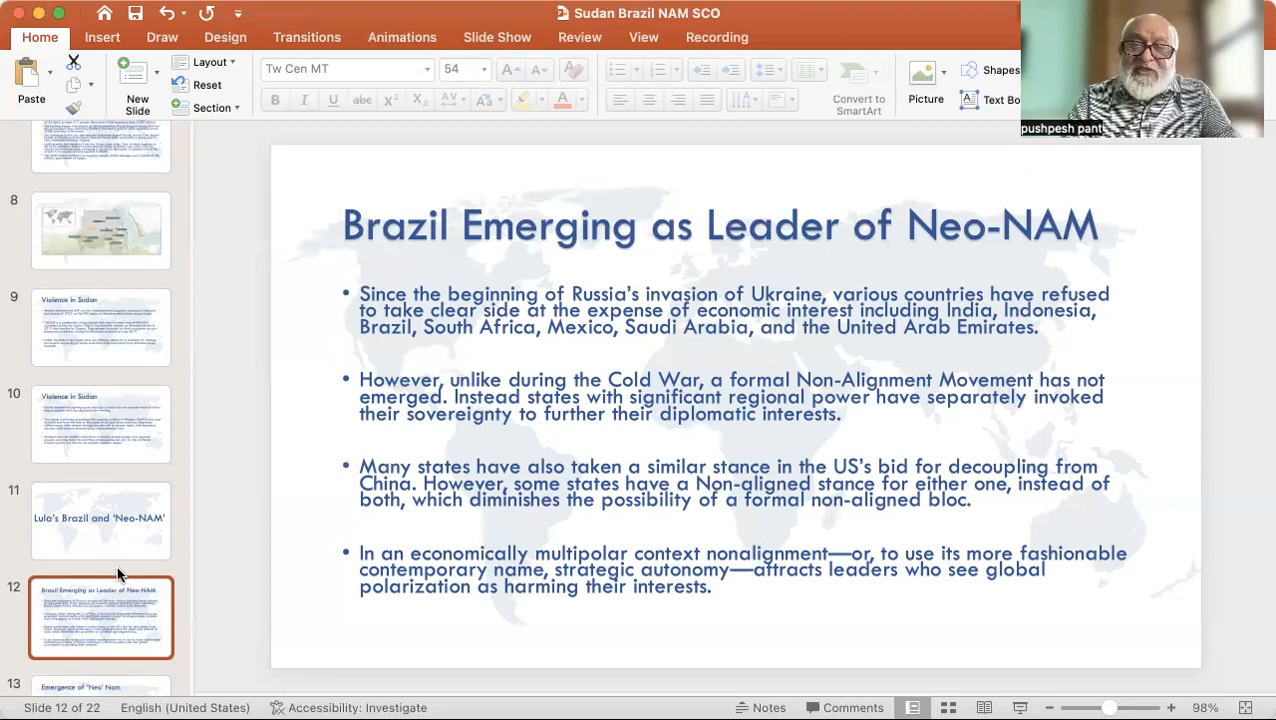 Sudan Brazil NAM SCO
Home Insert Draw Design Transitions Animations Slide Show Review View Recording
Paste
New
Slide
Layout
Reset
Section
Tw Cen MT
54
Convert to
SmartArt
Picture
Shapes
Text Bo
pushpesh pant
8
9
Violence in Sudan
10
Violence in Sudan
11
Lula's Brazil and 'Neo-NAM'
12
Brazil Emerging as Leader of Neo-NAM
13
Emergence of 'Neo' Nam
Brazil Emerging as Leader of Neo-NAM
• Since the beginning of Russia's invasion of Ukraine, various countries have refused
to take clear sides at the expense of economic interest including India, Indonesia,
Brazil, South Africa, Mexico, Saudi Arabia, and the United Arab Emirates.
• However, unlike during the Cold War, a formal Non-Alignment Movement has not
emerged. Instead states with significant regional power have separately invoked
their sovereignty to further their diplomatic interests.
• Many states have also taken a similar stance in the US's bid for decoupling from
China. However, some states have a Non-aligned stance for either one, instead of
both, which diminishes the possibility of a formal non-aligned bloc.
• In an economically multipolar context nonalignment—or, to use its more fashionable
contemporary name, strategic autonomy—attracts leaders who see global
polarization as harming their interests.
Slide 12 of 22 English (United States) Accessibility: Investigate Notes Comments 98%